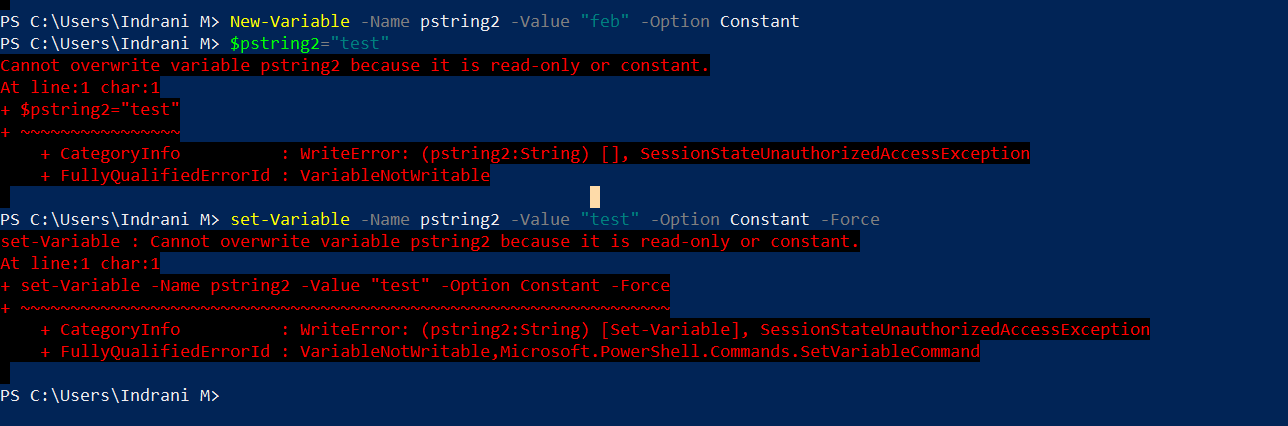 PS C:\Users\Indrani M> New-Variable -Name pstring2 -Value "feb" -Option Constant
PS C:\Users\Indrani M> $pstring2="test"
Cannot overwrite variable pstring2 because it is read-only or constant.
At line:1 char:1
+ $pstring2="test"
+ ~~~~~~~~~~~~~~~~
    + CategoryInfo          : WriteError: (pstring2:String) [], SessionStateUnauthorizedAccessException
    + FullyQualifiedErrorId : VariableNotWritable
PS C:\Users\Indrani M> set-Variable -Name pstring2 -Value "test" -Option Constant -Force
set-Variable : Cannot overwrite variable pstring2 because it is read-only or constant.
At line:1 char:1
+ set-Variable -Name pstring2 -Value "test" -Option Constant -Force
+ ~~~~~~~~~~~~~~~~~~~~~~~~~~~~~~~~~~~~~~~~~~~~~~~~~~~~~~~~~~~~~~~~~
    + CategoryInfo          : WriteError: (pstring2:String) [Set-Variable], SessionStateUnauthorizedAccessException
    + FullyQualifiedErrorId : VariableNotWritable,Microsoft.PowerShell.Commands.SetVariableCommand
PS C:\Users\Indrani M>